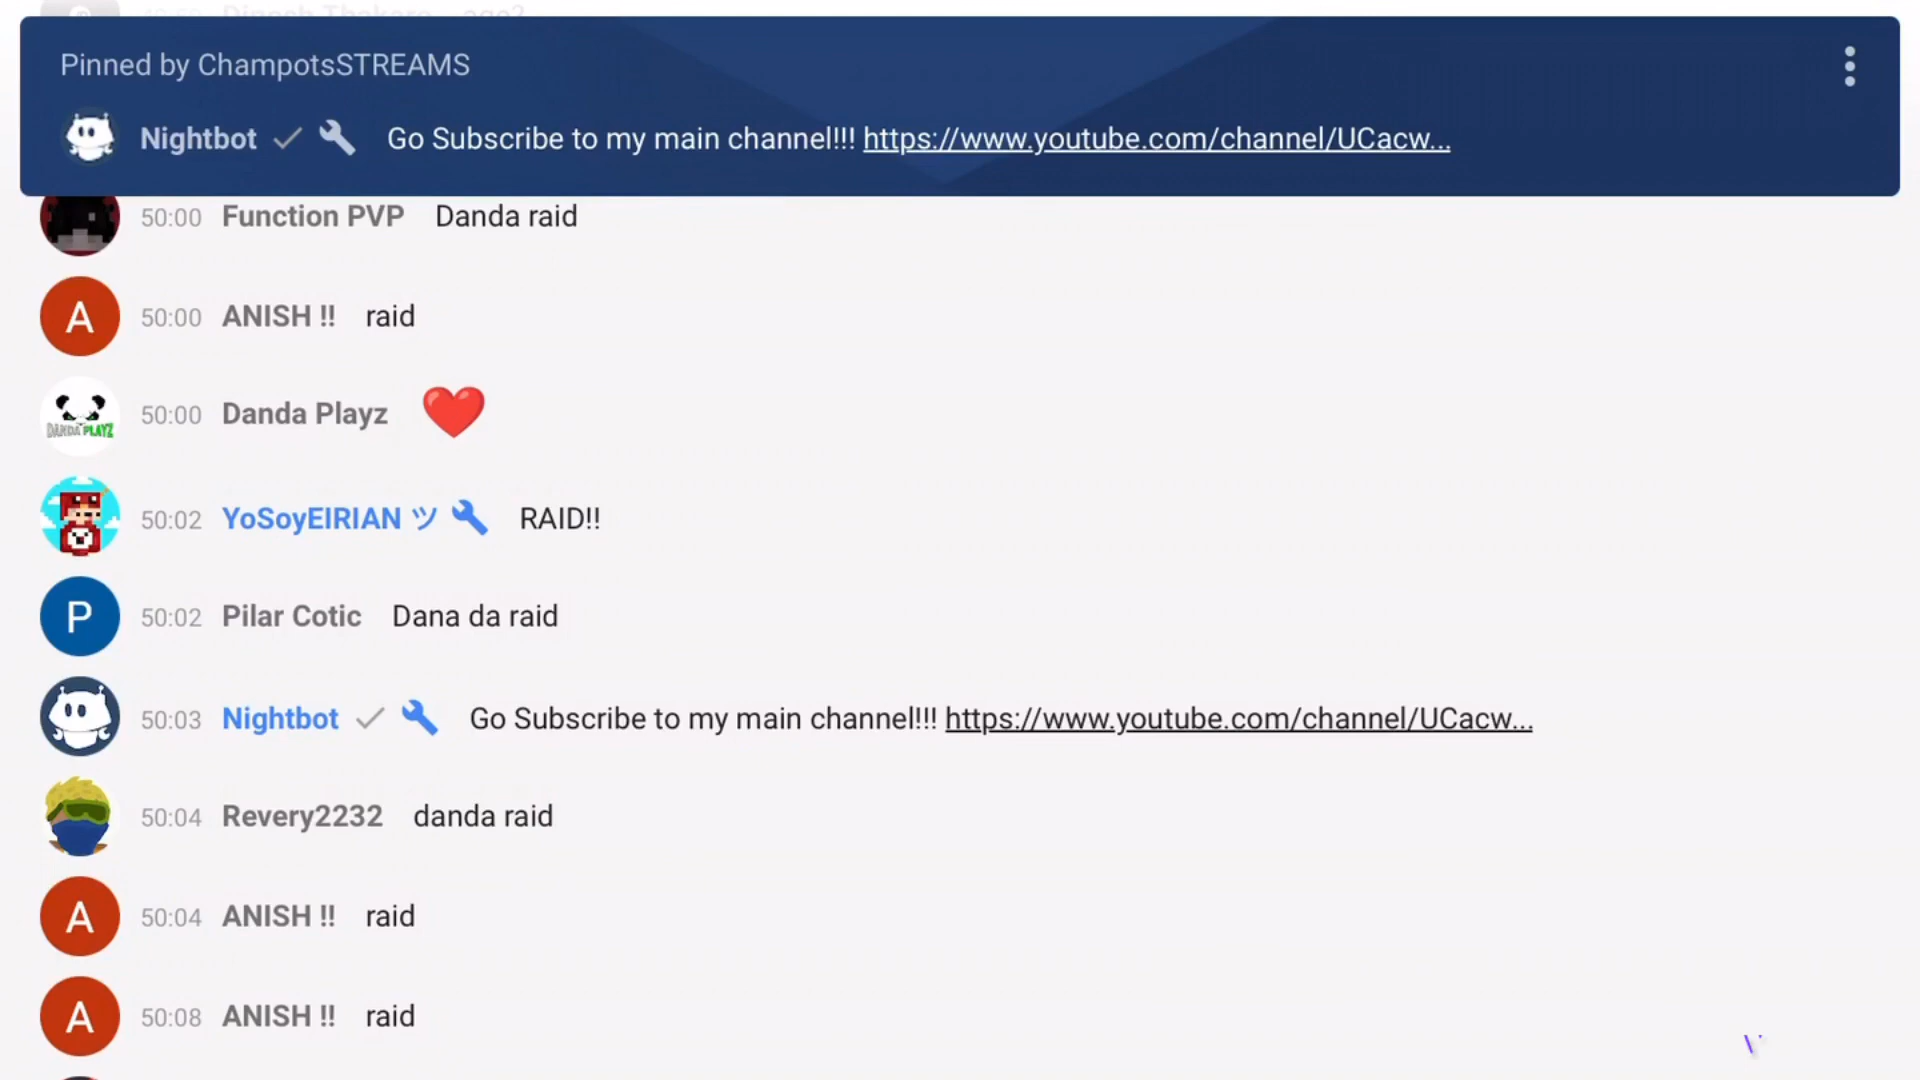 Pinned by ChampotsSTREAMS
Nightbot Go Subscribe to my main channel!!! https://www.youtube.com/channel/UCacw...
50:00 Function PVP Danda raid
A 50:00 ANISH !! raid
DANDA PLAYZ 50:00 Danda Playz ❤️
50:02 YoSoyEIRIAN ツ RAID!!
P 50:02 Pilar Cotic Dana da raid
50:03 Nightbot Go Subscribe to my main channel!!! https://www.youtube.com/channel/UCacw...
50:04 Revery2232 danda raid
A 50:04 ANISH !! raid
A 50:08 ANISH !! raid